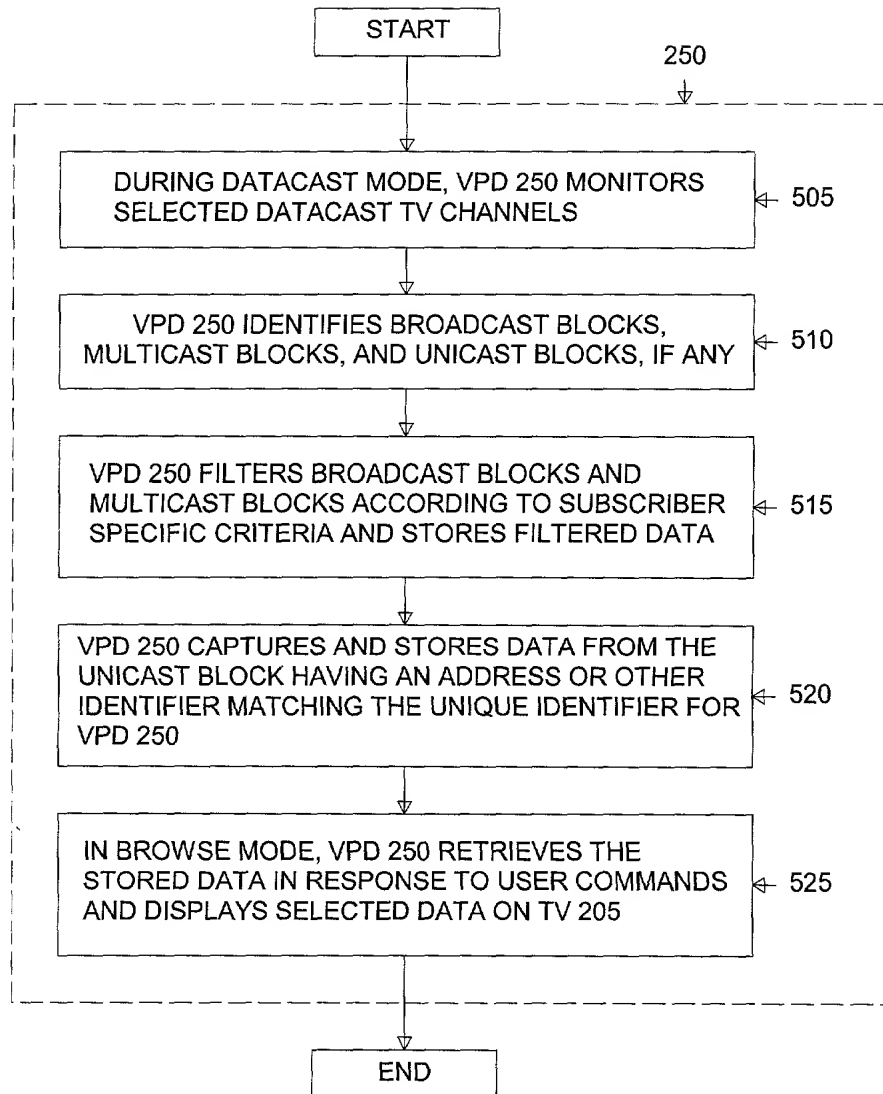 START
250
DURING DATACAST MODE, VPD 250 MONITORS
SELECTED DATACAST TV CHANNELS
505
VPD 250 IDENTIFIES BROADCAST BLOCKS,
MULTICAST BLOCKS, AND UNICAST BLOCKS, IF ANY
510
VPD 250 FILTERS BROADCAST BLOCKS AND
MULTICAST BLOCKS ACCORDING TO SUBSCRIBER
SPECIFIC CRITERIA AND STORES FILTERED DATA
515
VPD 250 CAPTURES AND STORES DATA FROM THE
UNICAST BLOCK HAVING AN ADDRESS OR OTHER
IDENTIFIER MATCHING THE UNIQUE IDENTIFIER FOR
VPD 250
520
IN BROWSE MODE, VPD 250 RETRIEVES THE
STORED DATA IN RESPONSE TO USER COMMANDS
AND DISPLAYS SELECTED DATA ON TV 205
525
END